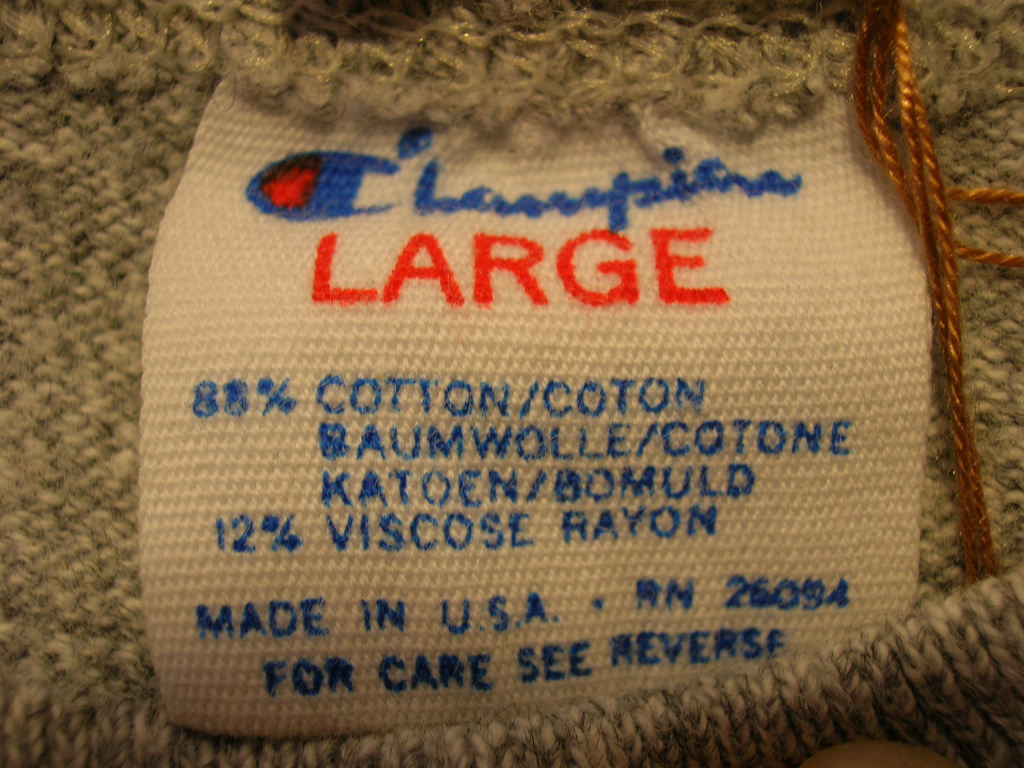 Champion
LARGE
88% COTTON/COTON
BAUMWOLLE/COTONE
KATOEN/BOMULD
12% VISCOSE RAYON
MADE IN U.S.A. · RN 26094
FOR CARE SEE REVERSE